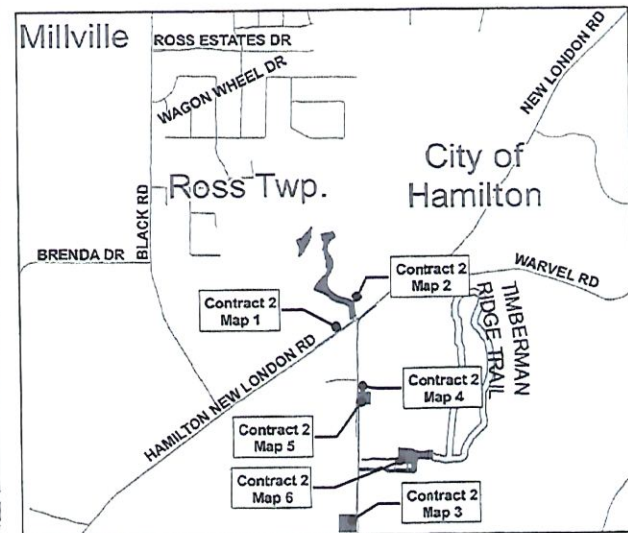 Millville
ROSS ESTATES DR
WAGON WHEEL DR
NEW LONDON RD
City of
Hamilton
Ross Twp.
BLACK RD
BRENDA DR
WARVEL RD
Contract 2
Map 2
Contract 2
Map 1
TIMBERMAN
RIDGE TRAIL
HAMILTON NEW LONDON RD
Contract 2
Map 4
Contract 2
Map 5
Contract 2
Map 6
Contract 2
Map 3